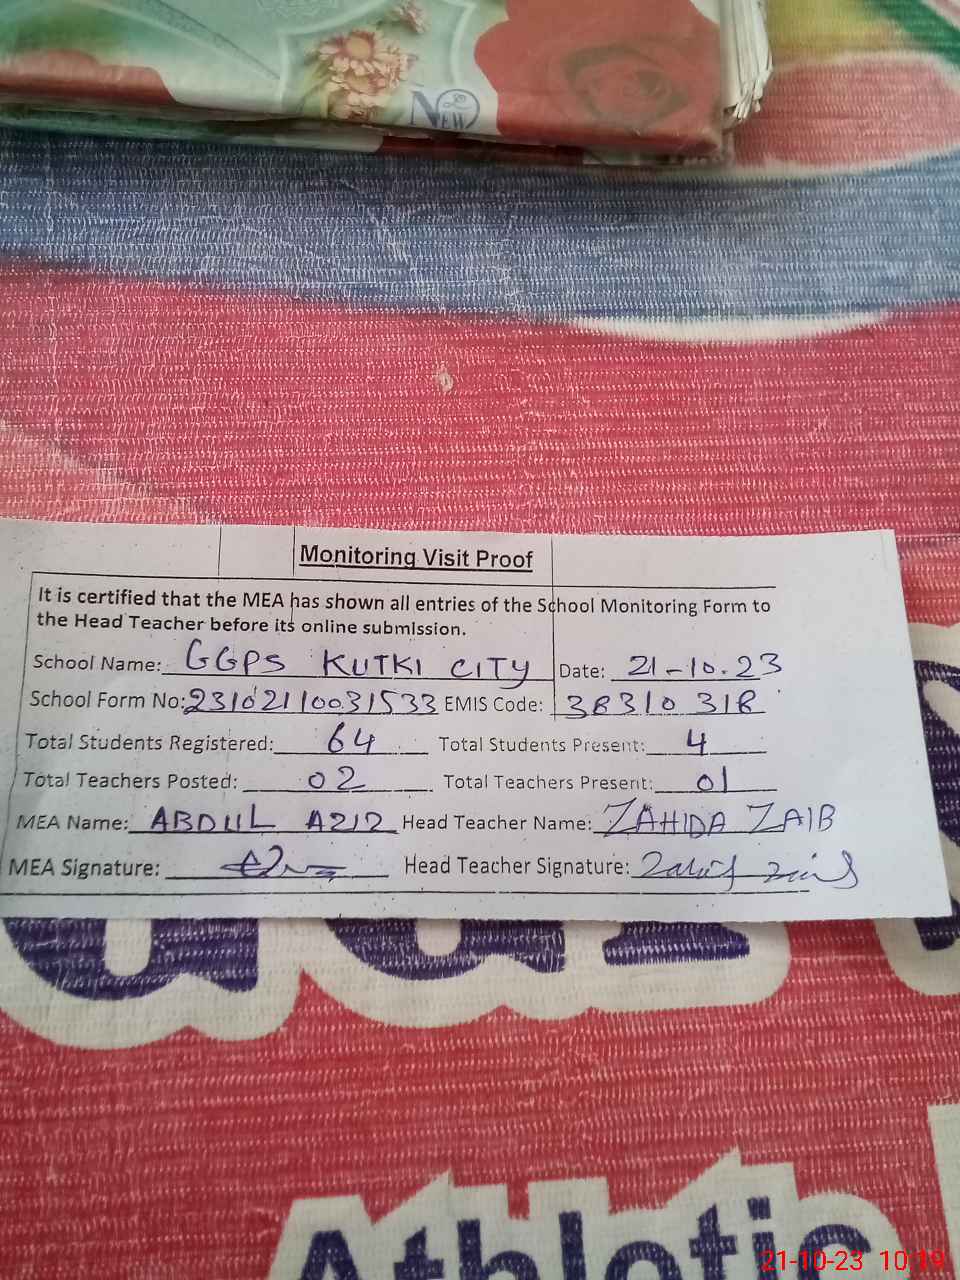 New
Monitoring Visit Proof
It is certified that the MEA has shown all entries of the School Monitoring Form to
the Head Teacher before its online submission.
School Name: GGPS KUTKI CITY Date: 21-10.23
School Form No: 23102110031533 EMIS Code: 38310318
Total Students Registered: 64 Total Students Present: 4
Total Teachers Posted: 02 Total Teachers Present: 01
MEA Name: ABDUL AZIZ Head Teacher Name: ZAHIDA ZAIB
MEA Signature: Head Teacher Signature:
Athletic
21-10-23 10:19